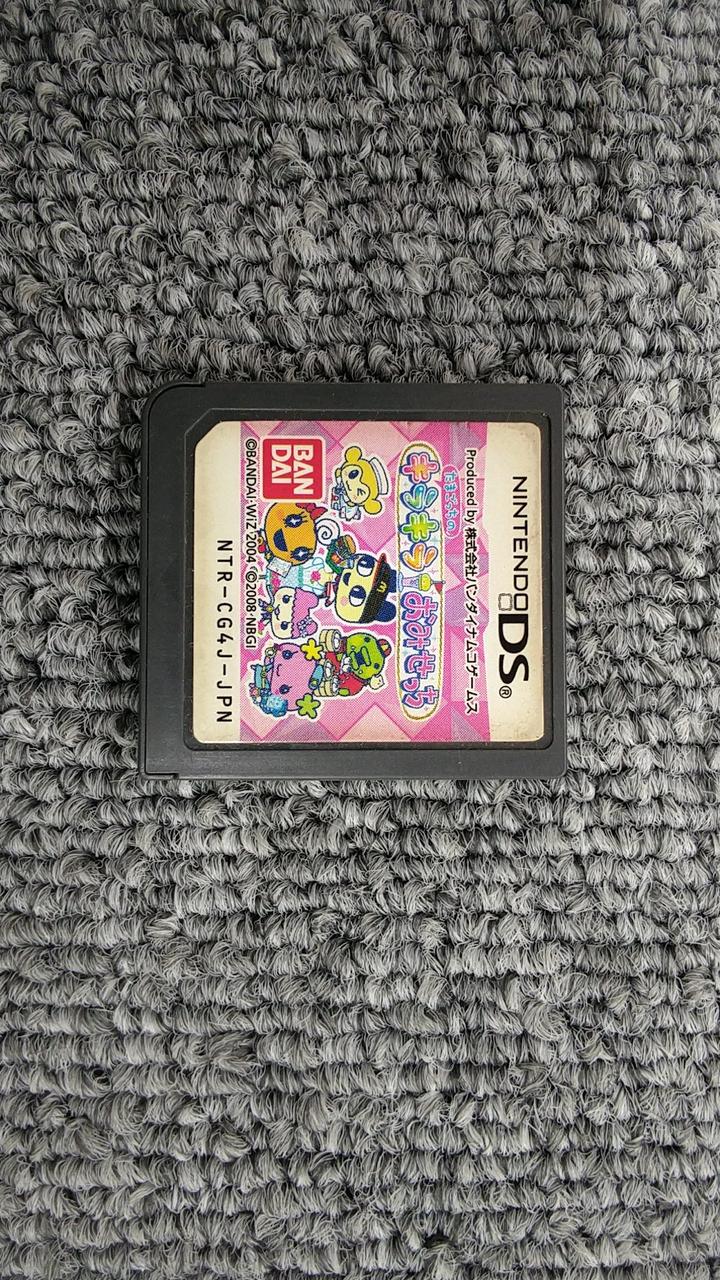 NINTENDO DS®
Produced by 株式会社バンダイナムコゲームス
たまごっちの
キラキラおみせっち
M
BAN
DAI
©BANDAI・WiZ 2004 ©2008 NBGI
NTR-CG4J-JPN